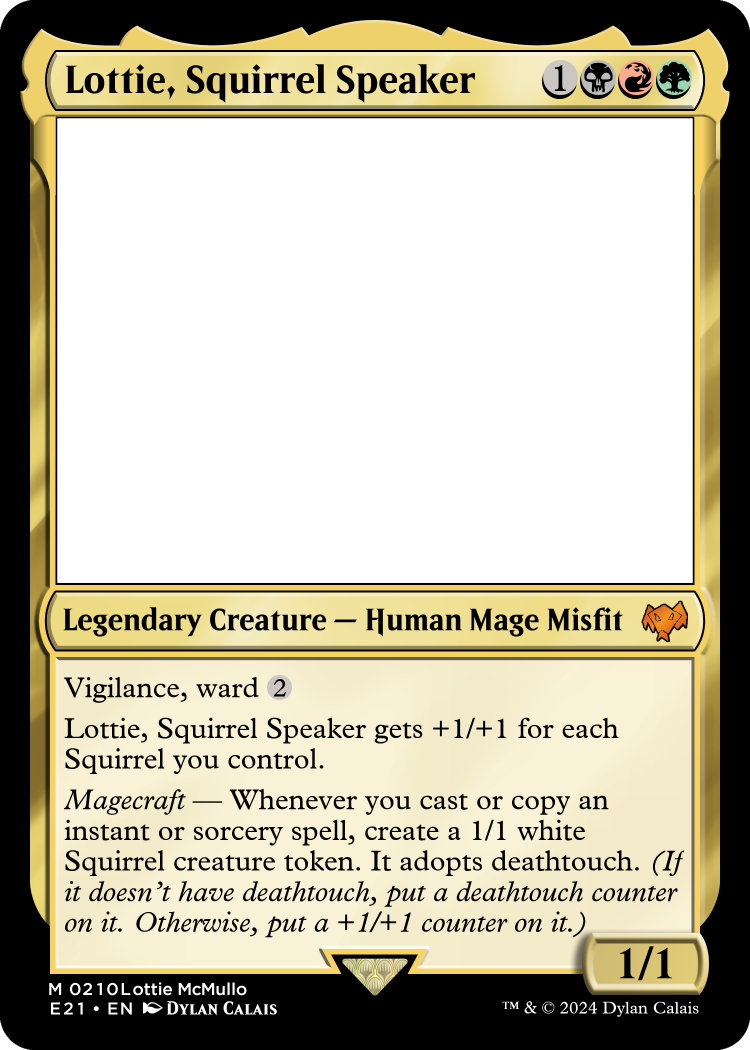 Lottie, Squirrel Speaker 1
Legendary Creature — Human Mage Misfit
Vigilance, ward 2
Lottie, Squirrel Speaker gets +1/+1 for each
Squirrel you control.
Magecraft — Whenever you cast or copy an
instant or sorcery spell, create a 1/1 white
Squirrel creature token. It adopts deathtouch. (If
it doesn't have deathtouch, put a deathtouch counter
on it. Otherwise, put a +1/+1 counter on it.)
1/1
M 0210 Lottie McMullo
E21 • EN Dylan Calais
™ & © 2024 Dylan Calais